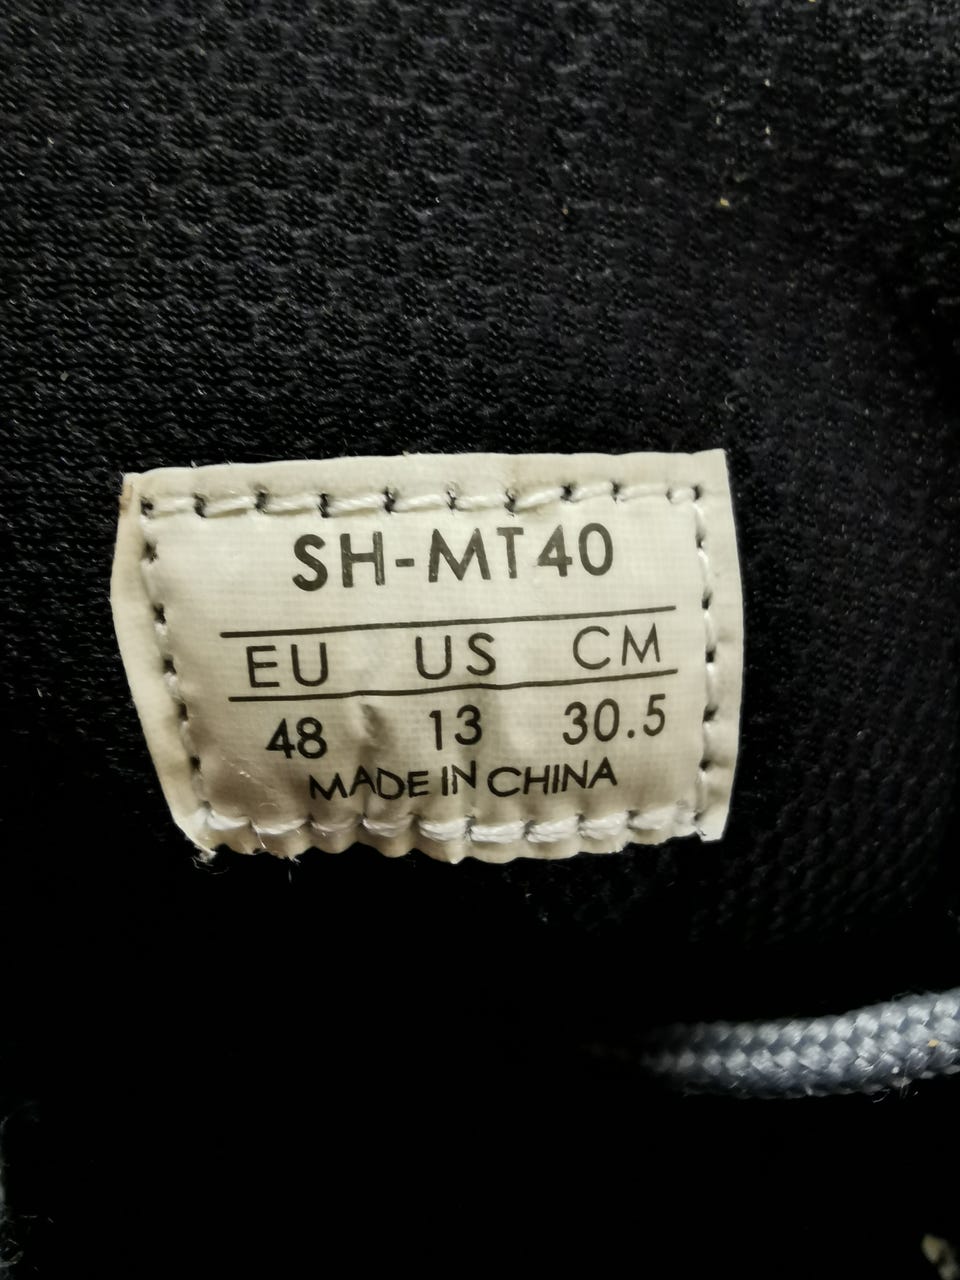 SH-MT40
EU US CM
48 13 30.5
MADE IN CHINA